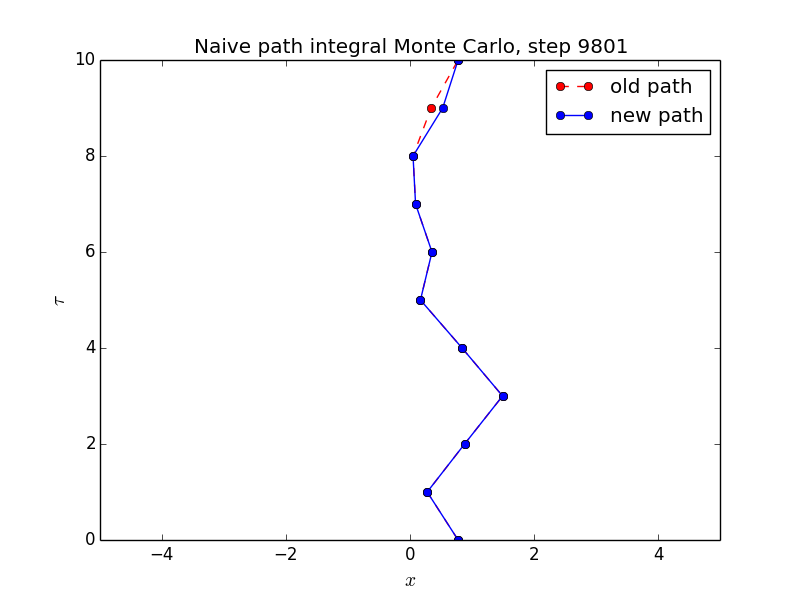 Naive path integral Monte Carlo, step 9801
old path
new path
10
8
6
4
2
0
τ
−4 −2 0 2 4
x